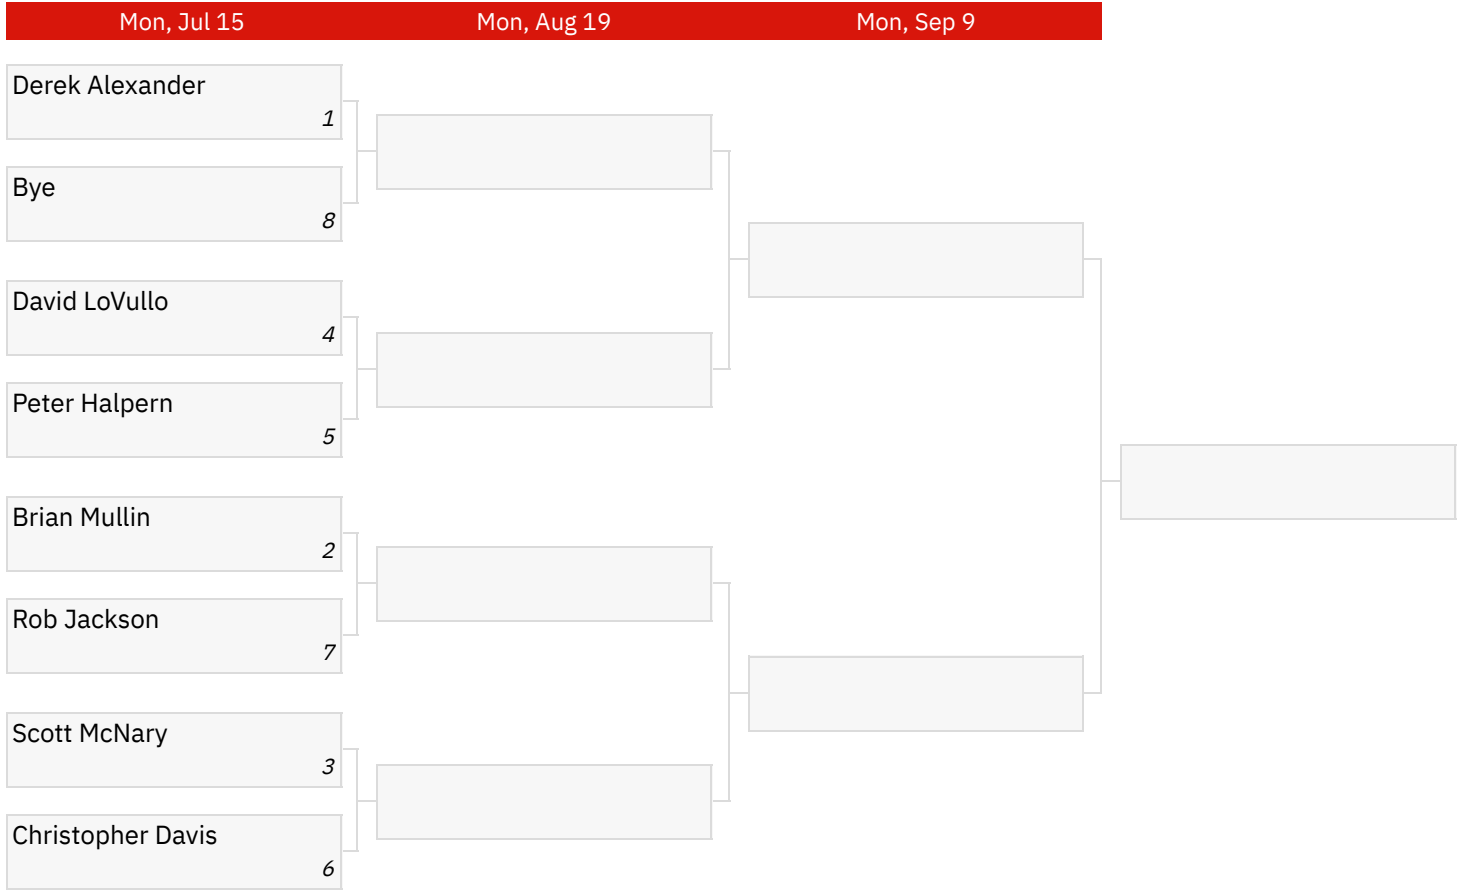 Mon, Jul 15
Mon, Aug 19
Mon, Sep 9
Derek Alexander
1
Bye
8
David LoVullo
4
Peter Halpern
5
Brian Mullin
2
Rob Jackson
7
Scott McNary
3
Christopher Davis
6